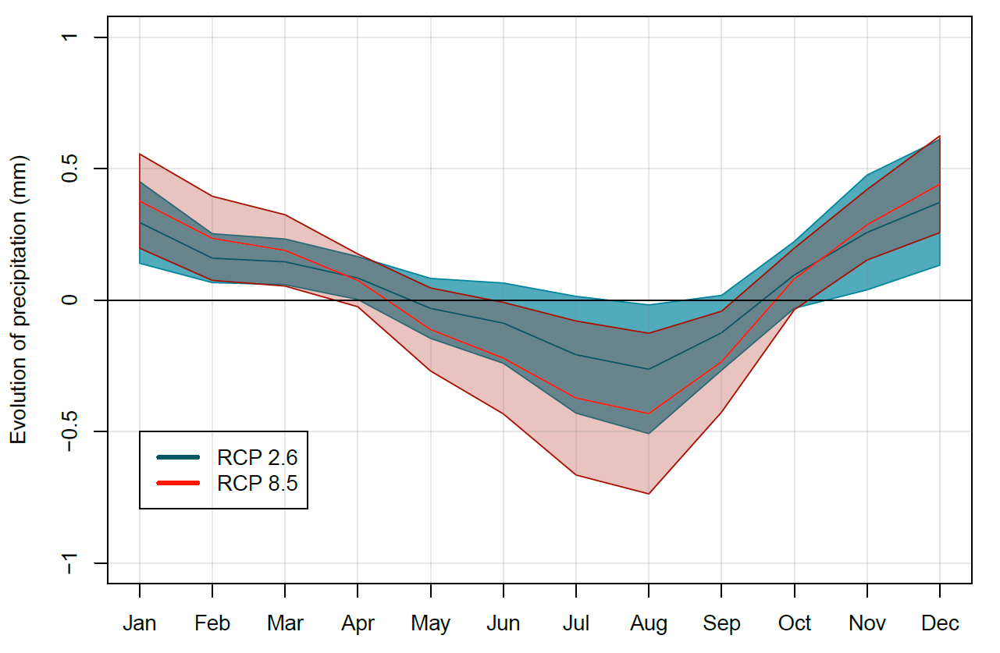 Evolution of precipitation (mm)
1
0.5
0
−0.5
−1
RCP 2.6
RCP 8.5
Jan Feb Mar Apr May Jun Jul Aug Sep Oct Nov Dec